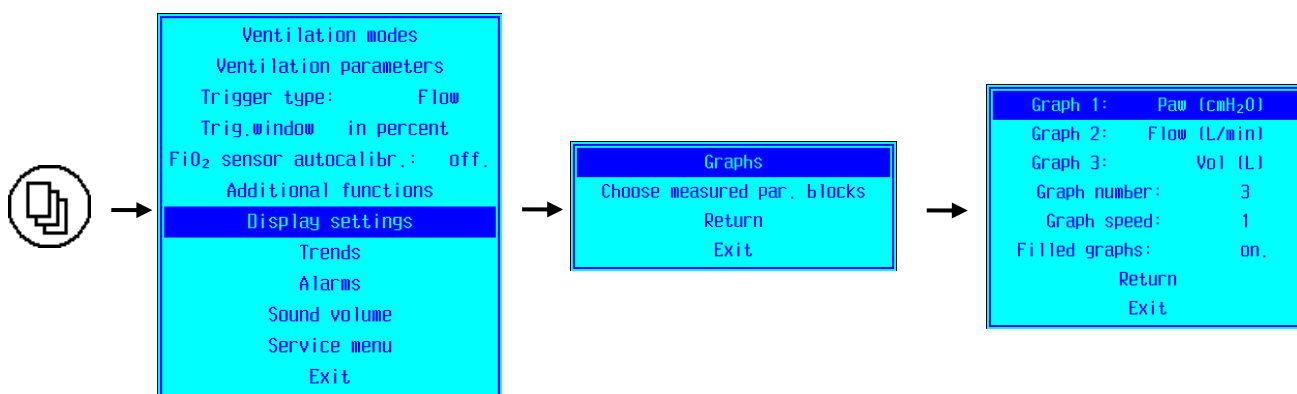 Ventilation modes
Ventilation parameters
Trigger type: Flow
Trig.window in percent
FiO₂ sensor autocalibr.: off.
Additional functions
Display settings
Trends
Alarms
Sound volume
Service menu
Exit
Graphs
Choose measured par. blocks
Return
Exit
Graph 1: Paw (cmH₂O)
Graph 2: Flow (L/min)
Graph 3: Vol (L)
Graph number: 3
Graph speed: 1
Filled graphs: on.
Return
Exit